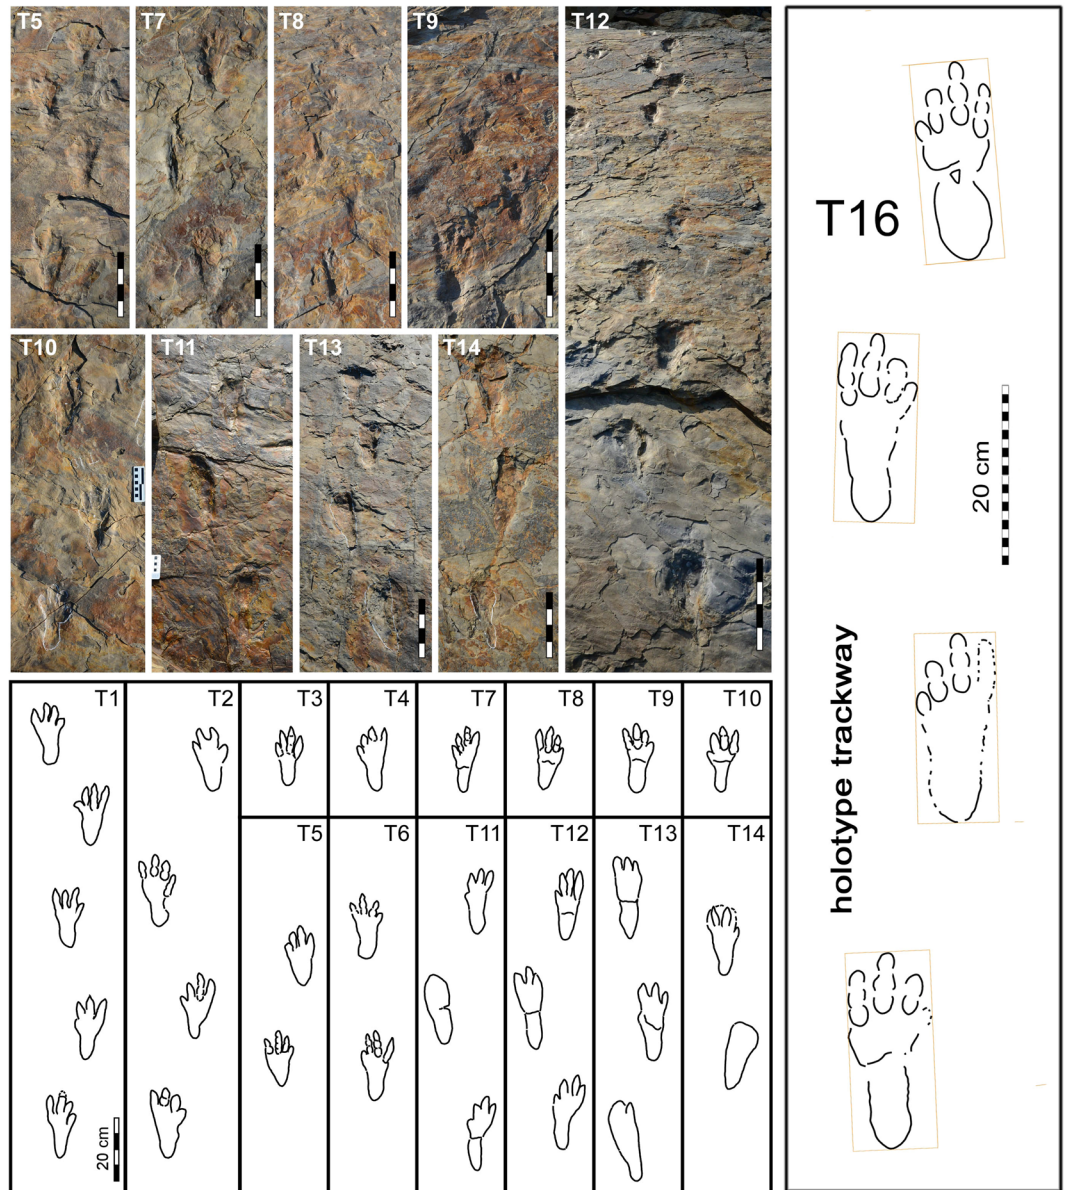 T5
T7
T8
T9
T12
T10
T11
T13
T14
T16
20 cm
holotype trackway
T1
T2
T3
T4
T7
T8
T9
T10
T5
T6
T11
T12
T13
T14
20 cm